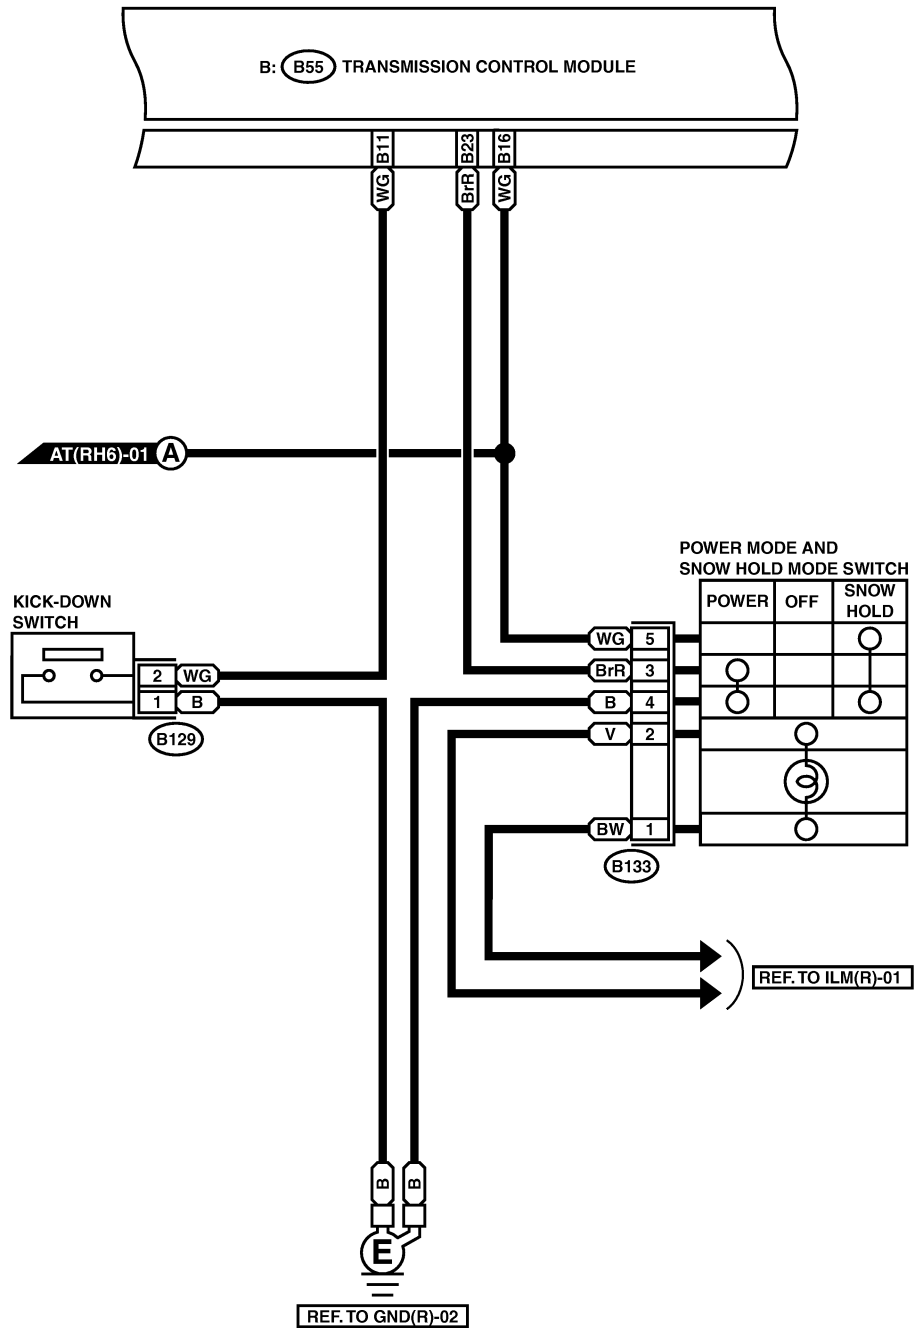 B: B55 TRANSMISSION CONTROL MODULE
B11 B23 B16
WG BrR WG
AT(RH6)-01 A
POWER MODE AND
SNOW HOLD MODE SWITCH
POWER OFF SNOW
HOLD
KICK-DOWN
SWITCH
2 WG
1 B
B129
WG 5
BrR 3
B 4
V 2
BW 1
B133
REF. TO ILM(R)-01
B B
E
REF. TO GND(R)-02